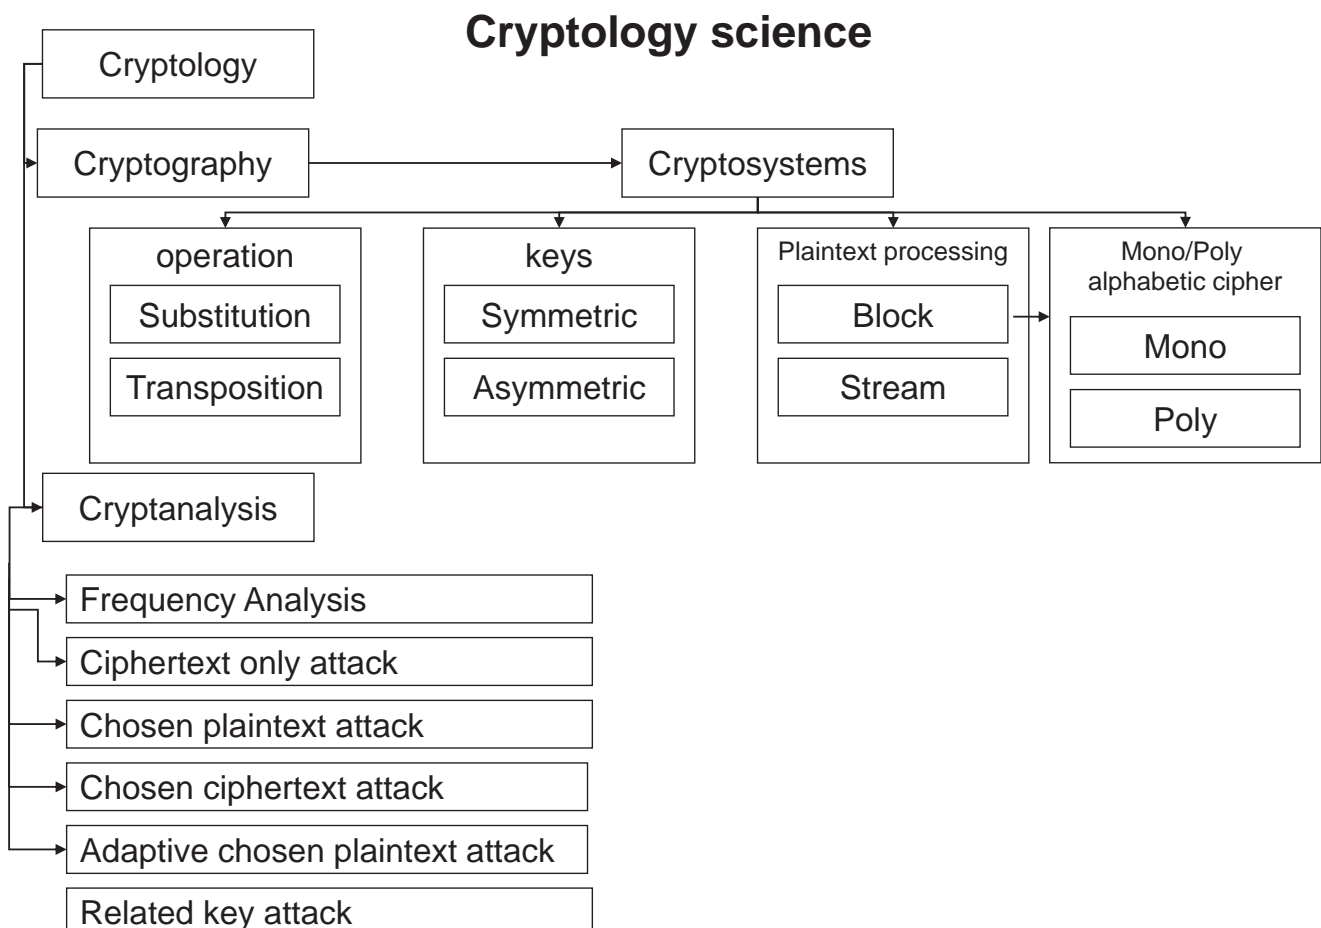 Cryptology science
Cryptology
Cryptography
Cryptosystems
operation
Substitution
Transposition
keys
Symmetric
Asymmetric
Plaintext processing
Block
Stream
Mono/Poly
alphabetic cipher
Mono
Poly
Cryptanalysis
Frequency Analysis
Ciphertext only attack
Chosen plaintext attack
Chosen ciphertext attack
Adaptive chosen plaintext attack
Related key attack